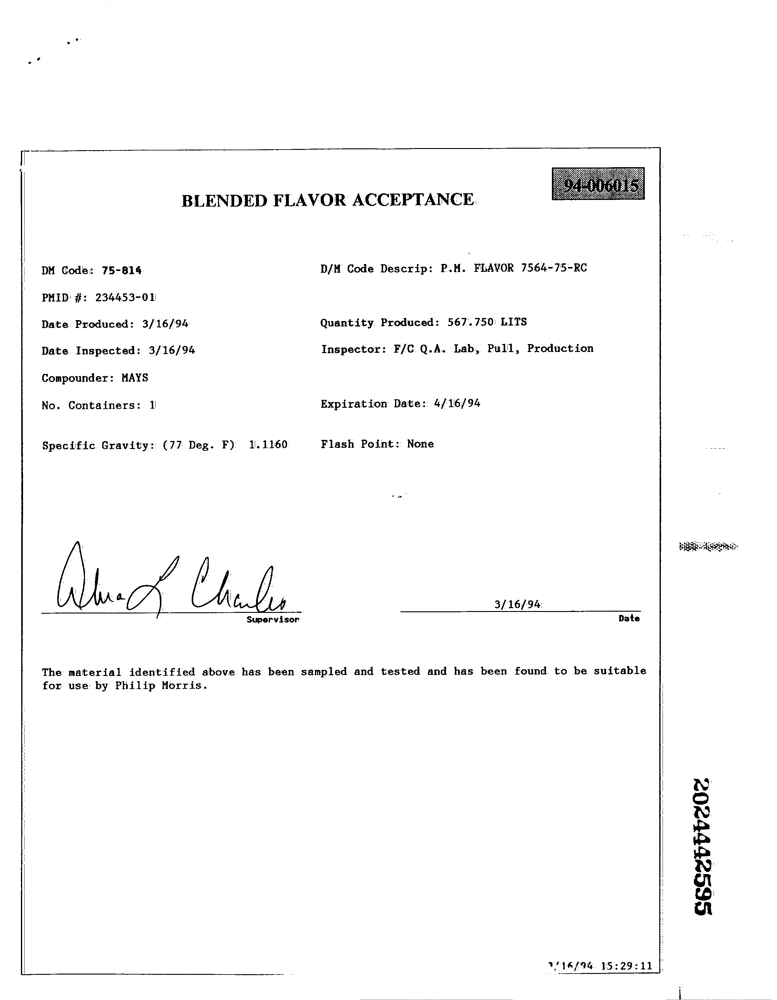 94-006015
BLENDED FLAVOR ACCEPTANCE
DM Code: 75-814 D/M Code Descrip: P.M. FLAVOR 7564-75-RC
PMID #: 234453-01
Date Produced: 3/16/94 Quantity Produced: 567.750 LITS
Date Inspected: 3/16/94 Inspector: F/C Q.A. Lab, Pull, Production
Compounder: MAYS
No. Containers: 1 Expiration Date: 4/16/94
Specific Gravity: (77 Deg. F) 1.1160 Flash Point: None
Alma L Charles 3/16/94
Supervisor Date
The material identified above has been sampled and tested and has been found to be suitable
for use by Philip Morris.
2024442595
3/16/94 15:29:11